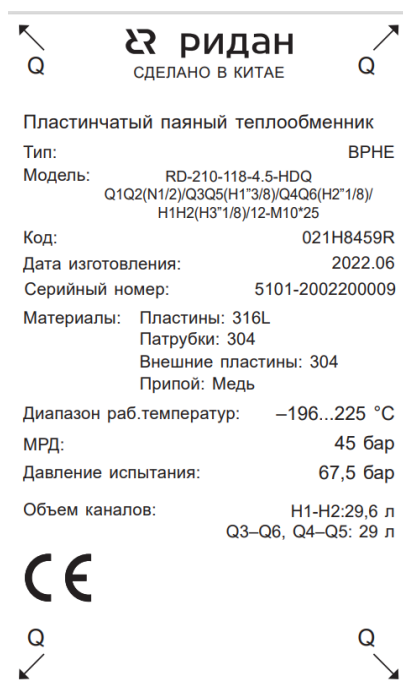 Q ридан Q
СДЕЛАНО В КИТАЕ
Пластинчатый паяный теплообменник
Тип: BPHE
Модель: RD-210-118-4.5-HDQ
Q1Q2(N1/2)/Q3Q5(H1"3/8)/Q4Q6(H2"1/8)/
H1H2(H3"1/8)/12-M10*25
Код: 021H8459R
Дата изготовления: 2022.06
Серийный номер: 5101-2002200009
Материалы: Пластины: 316L
Патрубки: 304
Внешние пластины: 304
Припой: Медь
Диапазон раб.температур: –196...225 °C
МРД: 45 бар
Давление испытания: 67,5 бар
Объем каналов: H1-H2:29,6 л
Q3–Q6, Q4–Q5: 29 л
CE
Q Q